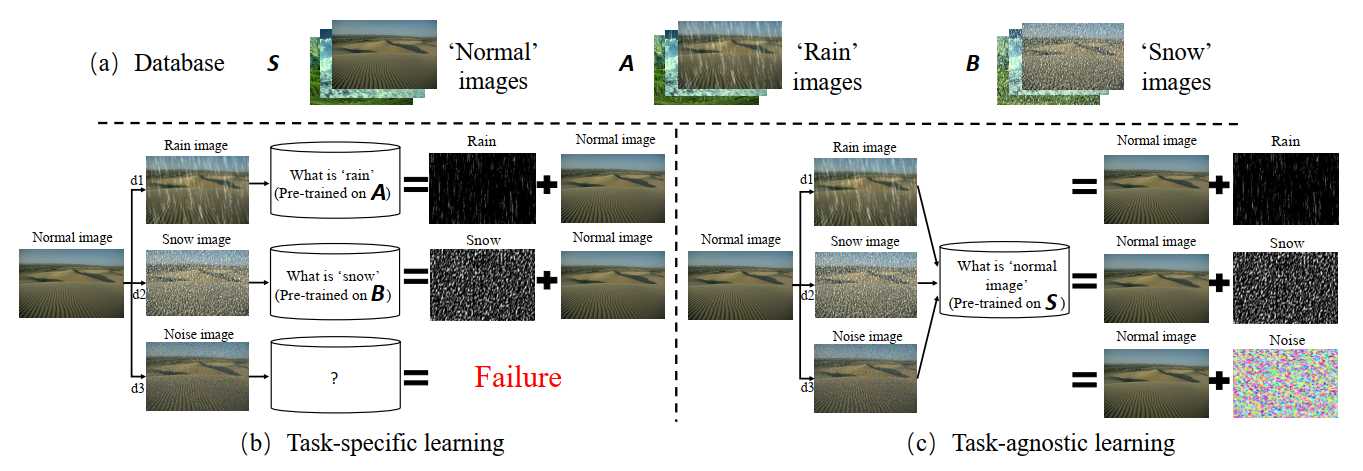 (a) Database
S
'Normal'
images
A
'Rain'
images
B
'Snow'
images
Rain image
d1
What is 'rain'
(Pre-trained on A)
=
Rain
+
Normal image
Normal image
Snow image
d2
What is 'snow'
(Pre-trained on B)
=
Snow
+
Normal image
Noise image
d3
?
=
Failure
(b) Task-specific learning
Rain image
d1
=
Normal image
+
Rain
Normal image
Snow image
d2
What is 'normal
image'
(Pre-trained on S)
=
Normal image
+
Snow
Noise image
d3
=
Normal image
+
Noise
(c) Task-agnostic learning